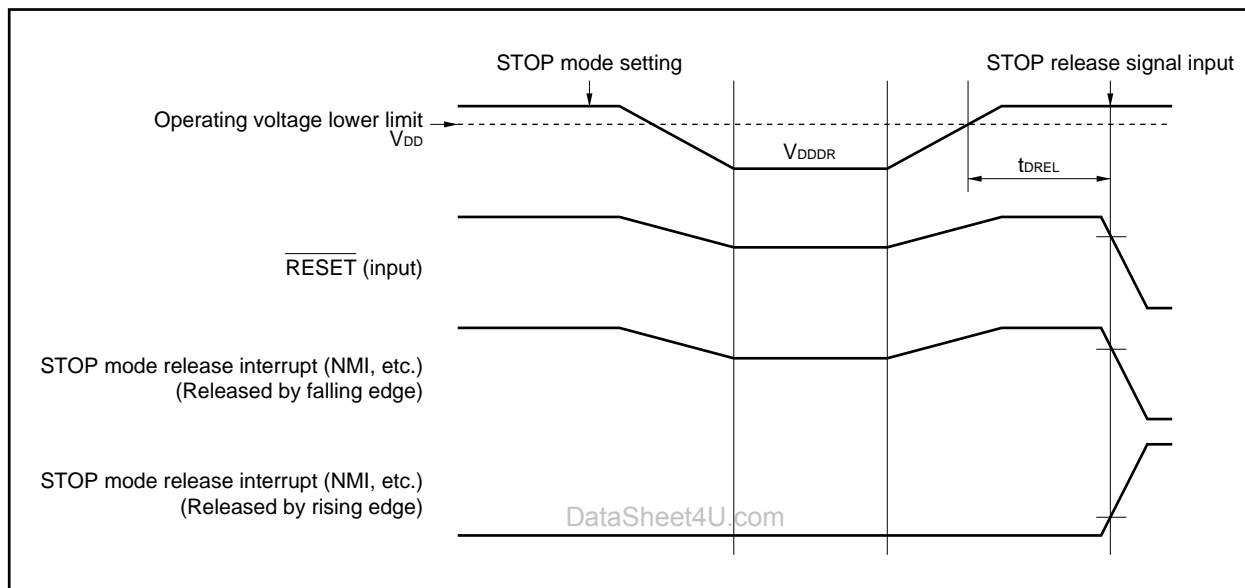 STOP mode setting
STOP release signal input
Operating voltage lower limit
VDD
VDDDR
tDREL
RESET (input)
STOP mode release interrupt (NMI, etc.)
(Released by falling edge)
STOP mode release interrupt (NMI, etc.)
(Released by rising edge)
DataSheet4U.com